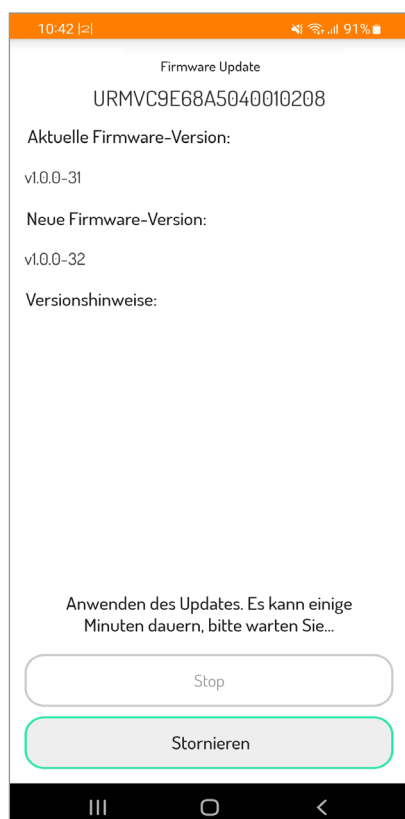 10:42 |2| 91%
Firmware Update
URMVC9E68A5040010208
Aktuelle Firmware-Version:
v1.0.0-31
Neue Firmware-Version:
v1.0.0-32
Versionshinweise:
Anwenden des Updates. Es kann einige
Minuten dauern, bitte warten Sie...
Stop
Stornieren